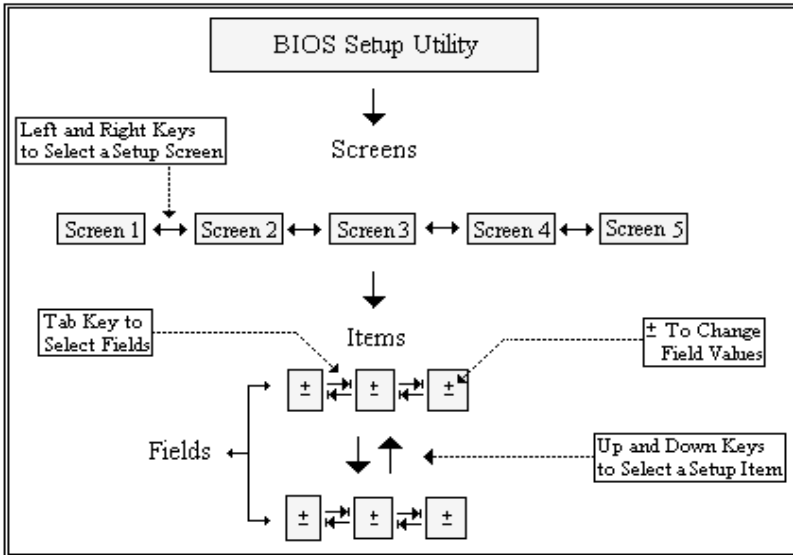 BIOS Setup Utility
Left and Right Keys
to Select a Setup Screen
Screens
Screen 1
Screen 2
Screen 3
Screen 4
Screen 5
Tab Key to
Select Fields
Items
± To Change
Field Values
± ± ±
Fields
Up and Down Keys
to Select a Setup Item
± ± ±